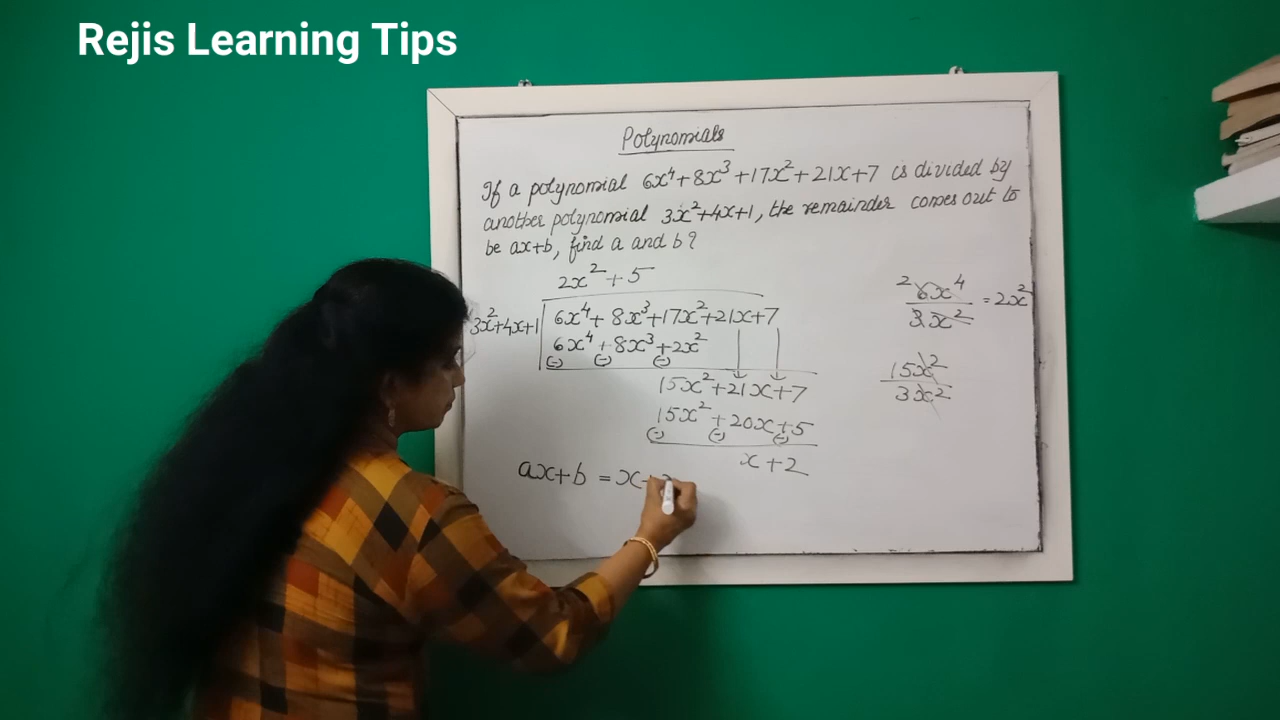 Rejis Learning Tips
Polynomials
If a polynomial 6x⁴+8x³+17x²+21x+7 is divided by
another polynomial 3x²+4x+1, the remainder comes out to
be ax+b, find a and b?
2x²+5
3x²+4x+1 6x⁴+8x³+17x²+21x+7
6x⁴+8x³+2x²
(-) (-) (-)
15x²+21x+7
15x²+20x+5
(-) (-) (-)
x+2
ax+b = x+
2 6x⁴/3x² = 2x²
15x²/3x²